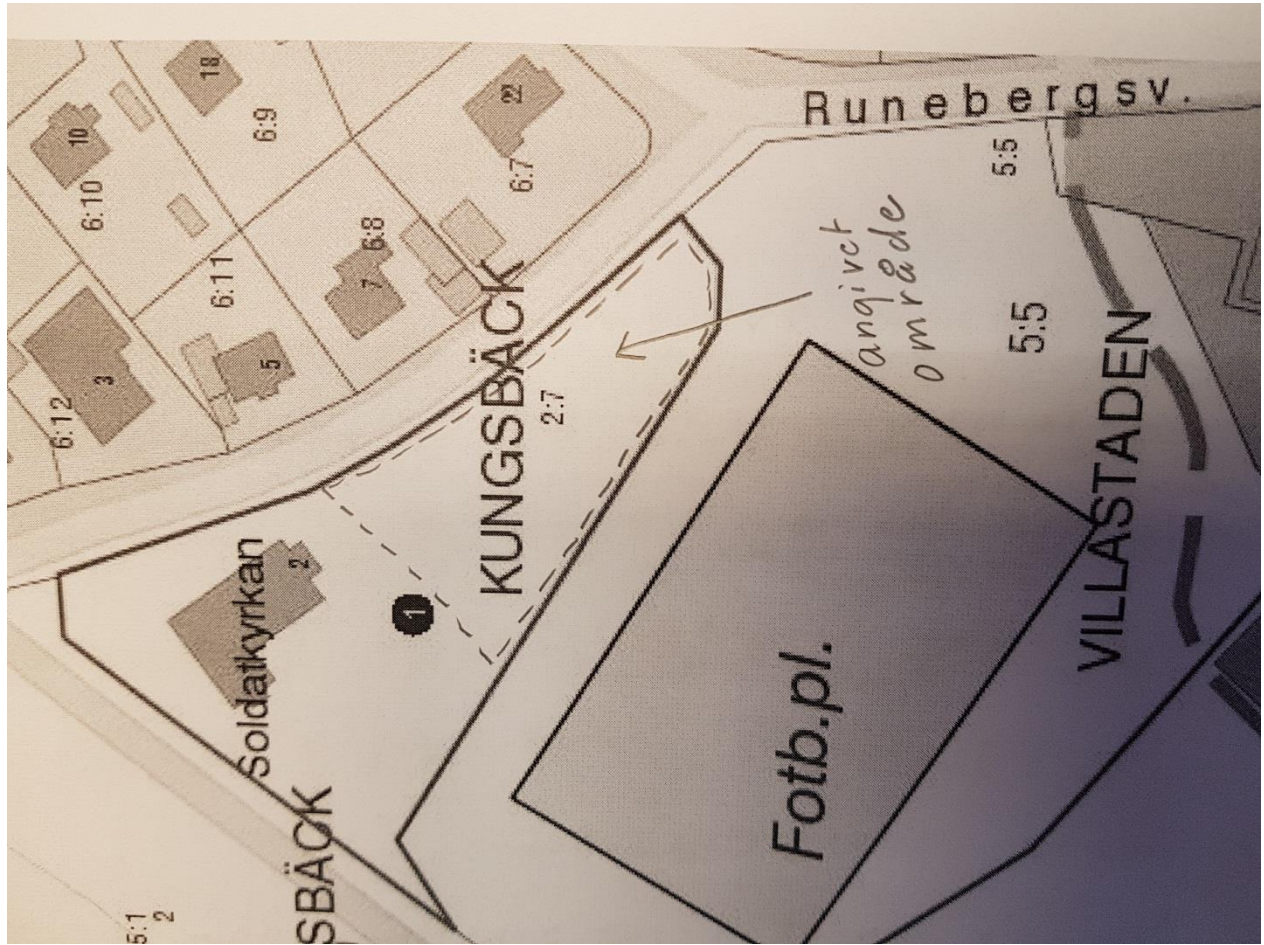 Runebergsv.
18
10
6:9
6:10
22
6:7
5:5
6:8
7
6:11
5
3
6:12
KUNGSBÄCK
2:7
angivet
område
5:5
VILLASTADEN
Soldatkyrkan
2
1
Fotb.pl.
SBÄCK
5:1
2